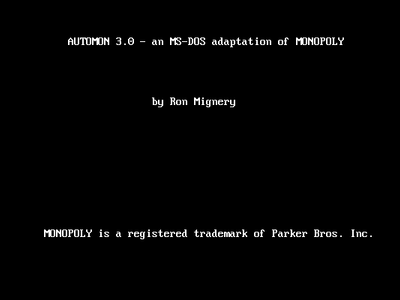 AUTOMON 3.0 - an MS-DOS adaptation of MONOPOLY
by Ron Mignery
MONOPOLY is a registered trademark of Parker Bros. Inc.